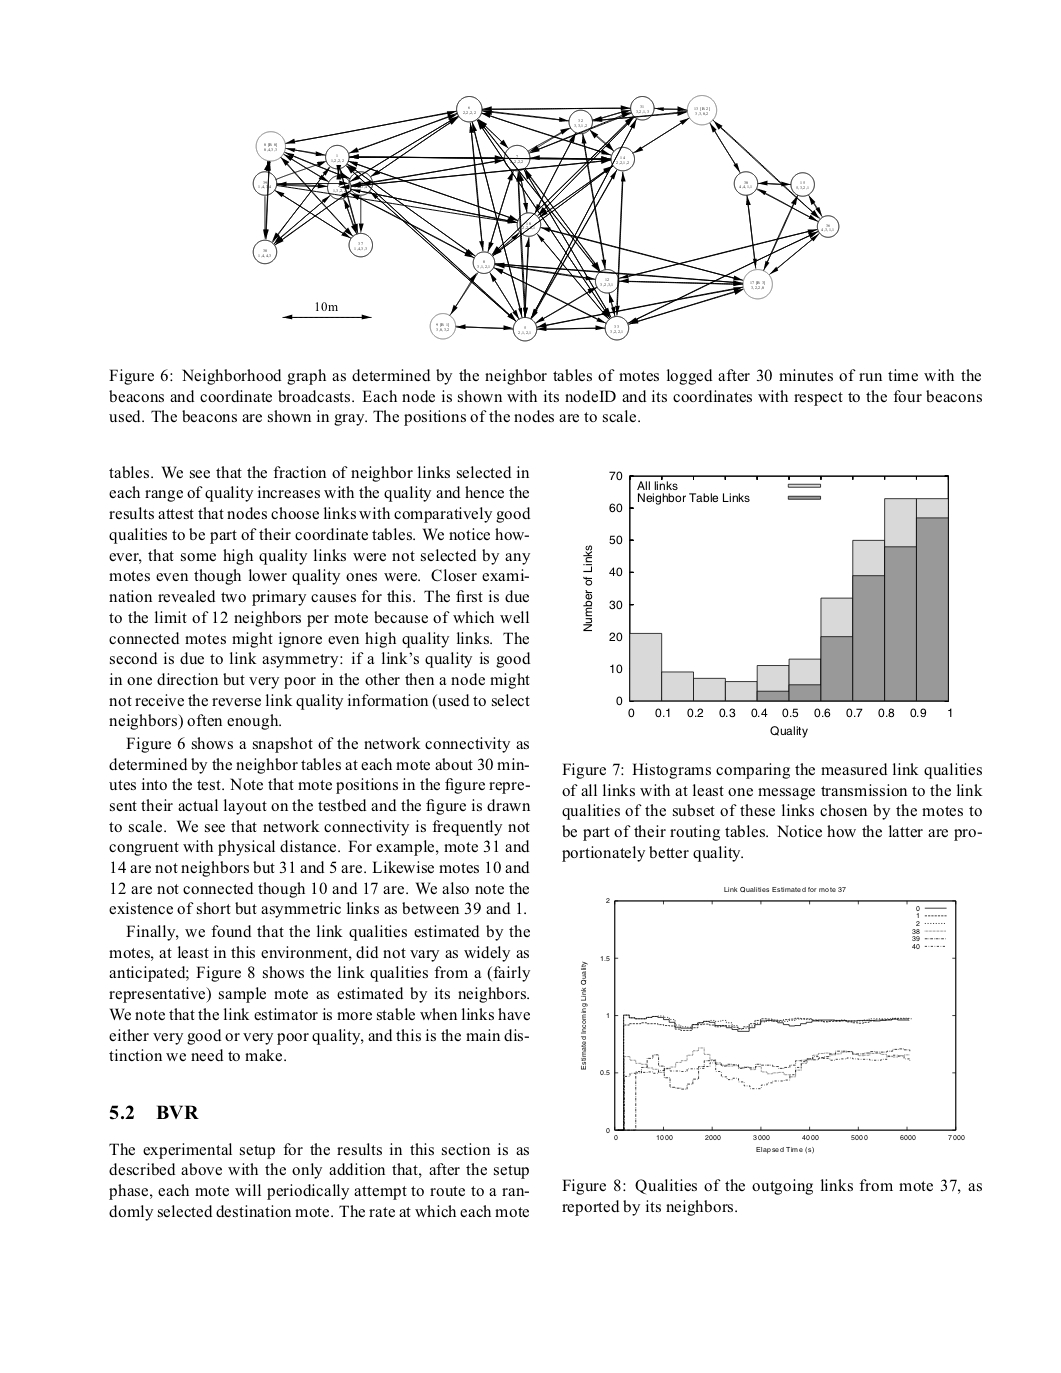 10m
Figure 6: Neighborhood graph as determined by the neighbor tables of motes logged after 30 minutes of run time with the
beacons and coordinate broadcasts. Each node is shown with its nodeID and its coordinates with respect to the four beacons
used. The beacons are shown in gray. The positions of the nodes are to scale.
tables. We see that the fraction of neighbor links selected in
each range of quality increases with the quality and hence the
results attest that nodes choose links with comparatively good
qualities to be part of their coordinate tables. We notice how-
ever, that some high quality links were not selected by any
motes even though lower quality ones were. Closer exami-
nation revealed two primary causes for this. The first is due
to the limit of 12 neighbors per mote because of which well
connected motes might ignore even high quality links. The
second is due to link asymmetry: if a link's quality is good
in one direction but very poor in the other then a node might
not receive the reverse link quality information (used to select
neighbors) often enough.
Figure 6 shows a snapshot of the network connectivity as
determined by the neighbor tables at each mote about 30 min-
utes into the test. Note that mote positions in the figure repre-
sent their actual layout on the testbed and the figure is drawn
to scale. We see that network connectivity is frequently not
congruent with physical distance. For example, mote 31 and
14 are not neighbors but 31 and 5 are. Likewise motes 10 and
12 are not connected though 10 and 17 are. We also note the
existence of short but asymmetric links as between 39 and 1.
Finally, we found that the link qualities estimated by the
motes, at least in this environment, did not vary as widely as
anticipated; Figure 8 shows the link qualities from a (fairly
representative) sample mote as estimated by its neighbors.
We note that the link estimator is more stable when links have
either very good or very poor quality, and this is the main dis-
tinction we need to make.
5.2 BVR
The experimental setup for the results in this section is as
described above with the only addition that, after the setup
phase, each mote will periodically attempt to route to a ran-
domly selected destination mote. The rate at which each mote
All links
Neighbor Table Links
70
60
50
40
30
20
10
0
Number of Links
0 0.1 0.2 0.3 0.4 0.5 0.6 0.7 0.8 0.9 1
Quality
Figure 7: Histograms comparing the measured link qualities
of all links with at least one message transmission to the link
qualities of the subset of these links chosen by the motes to
be part of their routing tables. Notice how the latter are pro-
portionately better quality.
Link Qualities Estimated for mote 37
0
1
2
38
39
40
2
1.5
1
0.5
0
Estimated Incoming Link Quality
0 1000 2000 3000 4000 5000 6000 7000
Elapsed Time (s)
Figure 8: Qualities of the outgoing links from mote 37, as
reported by its neighbors.